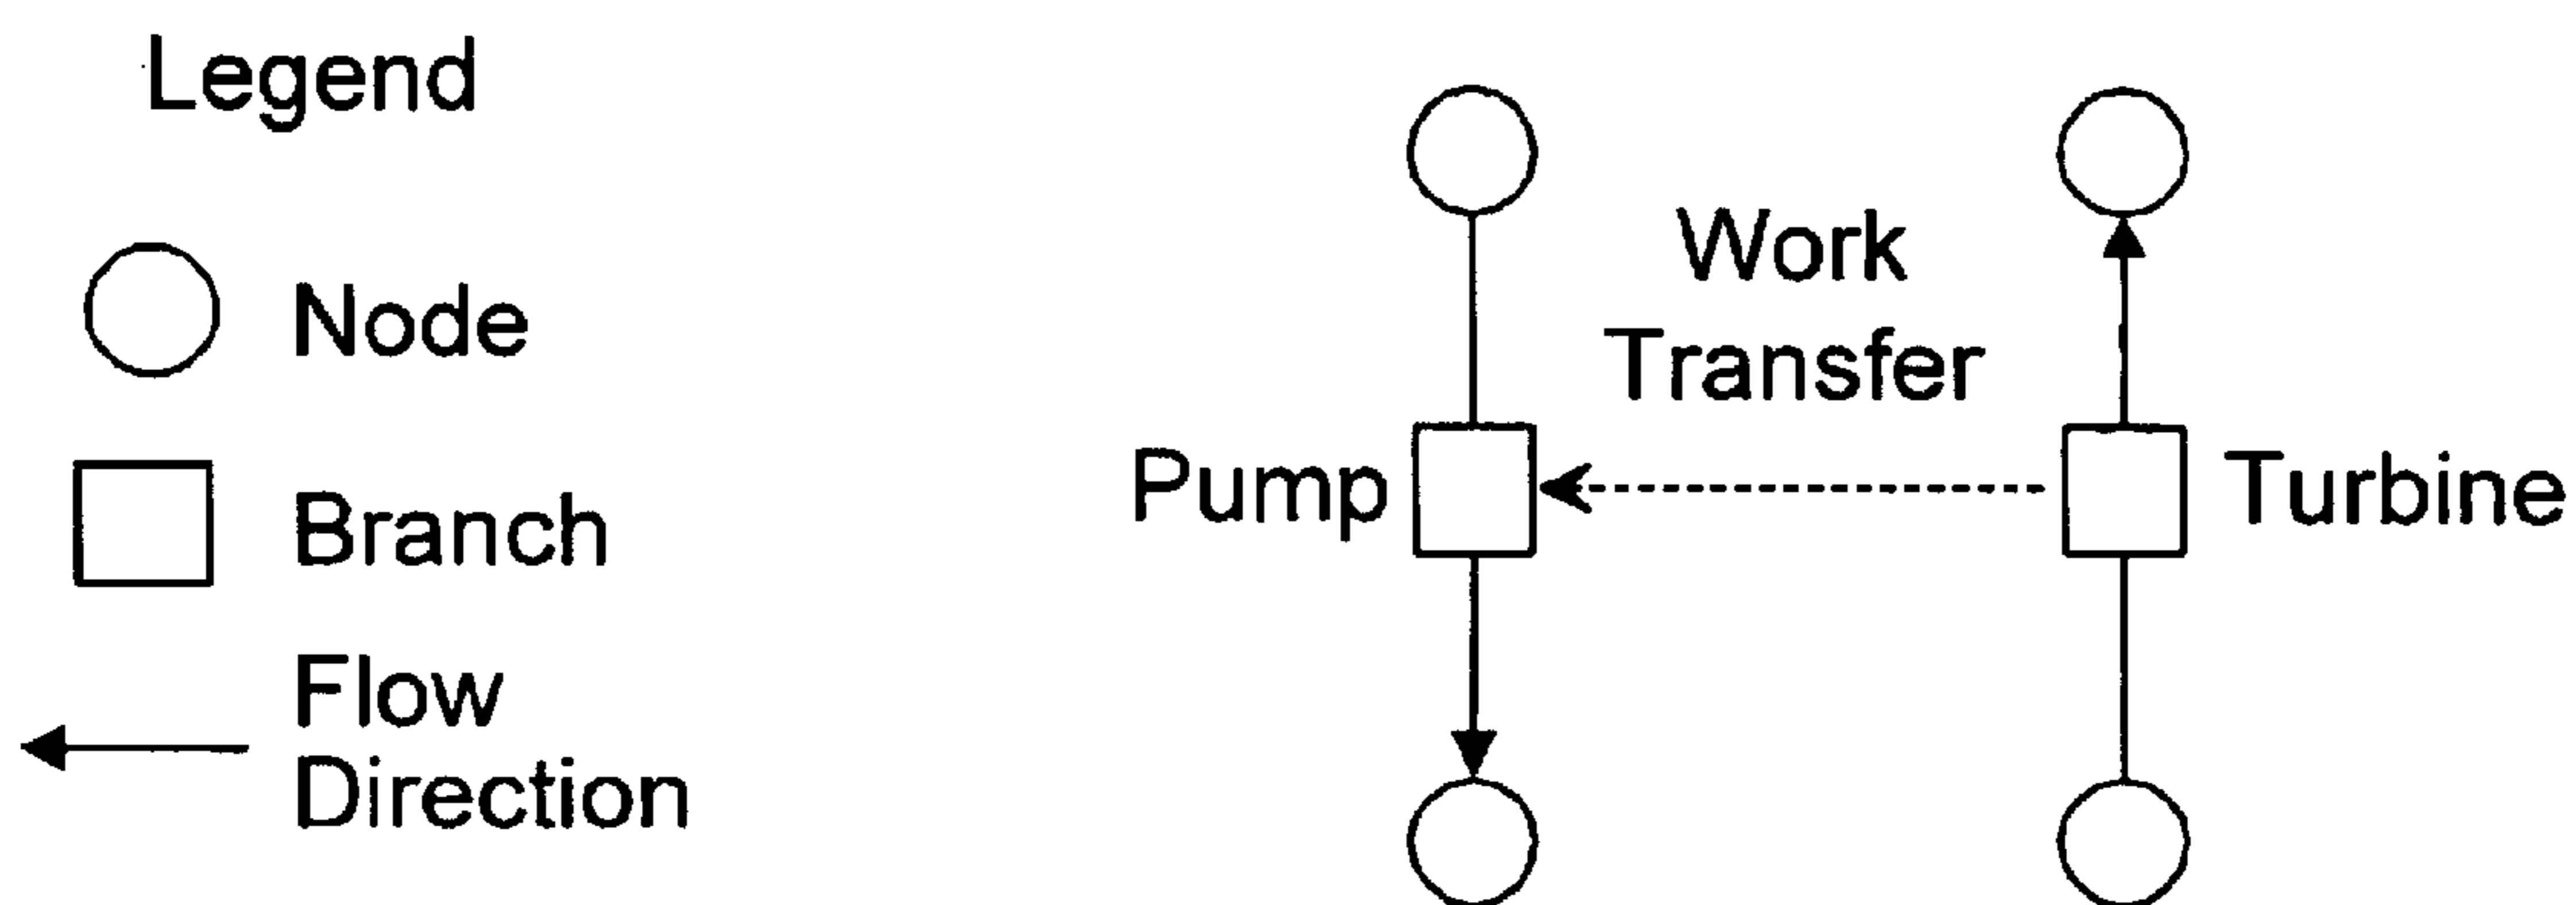 Legend
Node
Branch
Flow
Direction
Work
Transfer
Pump
Turbine